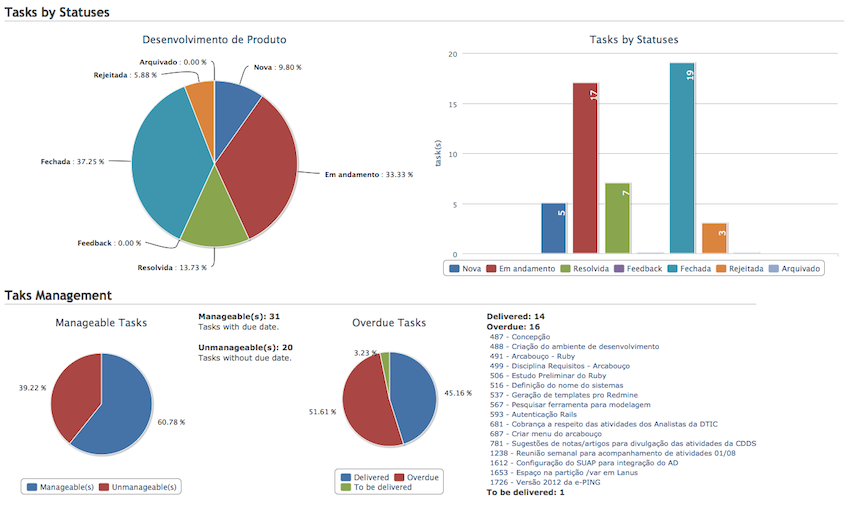 Tasks by Statuses
Desenvolvimento de Produto
Arquivado : 0.00 %
Rejeitada : 5.88 %
Nova : 9.80 %
Fechada : 37.25 %
Em andamento : 33.33 %
Feedback : 0.00 %
Resolvida : 13.73 %
Tasks by Statuses
20
15
10
5
0
task(s)
5
17
7
19
3
Nova Em andamento Resolvida Feedback Fechada Rejeitada Arquivado
Taks Management
Manageable Tasks
39.22 %
60.78 %
Manageable(s) Unmanageable(s)
Manageable(s): 31
Tasks with due date.
Unmanageable(s): 20
Tasks without due date.
Overdue Tasks
3.23 %
45.16 %
51.61 %
Delivered Overdue
To be delivered
Delivered: 14
Overdue: 16
487 - Concepção
488 - Criação do ambiente de desenvolvimento
491 - Arcabouço - Ruby
499 - Disciplina Requisitos - Arcabouço
506 - Estudo Preliminar do Ruby
516 - Definição do nome do sistemas
537 - Geração de templates pro Redmine
567 - Pesquisar ferramenta para modelagem
593 - Autenticação Rails
681 - Cobrança a respeito das atividades dos Analistas da DTIC
687 - Criar menu do arcabouço
781 - Sugestões de notas/artigos para divulgação das atividades da CDDS
1238 - Reunião semanal para acompanhamento de atividades 01/08
1612 - Configuração do SUAP para integração do AD
1653 - Espaço na partição /var em Lanus
1726 - Versão 2012 da e-PING
To be delivered: 1